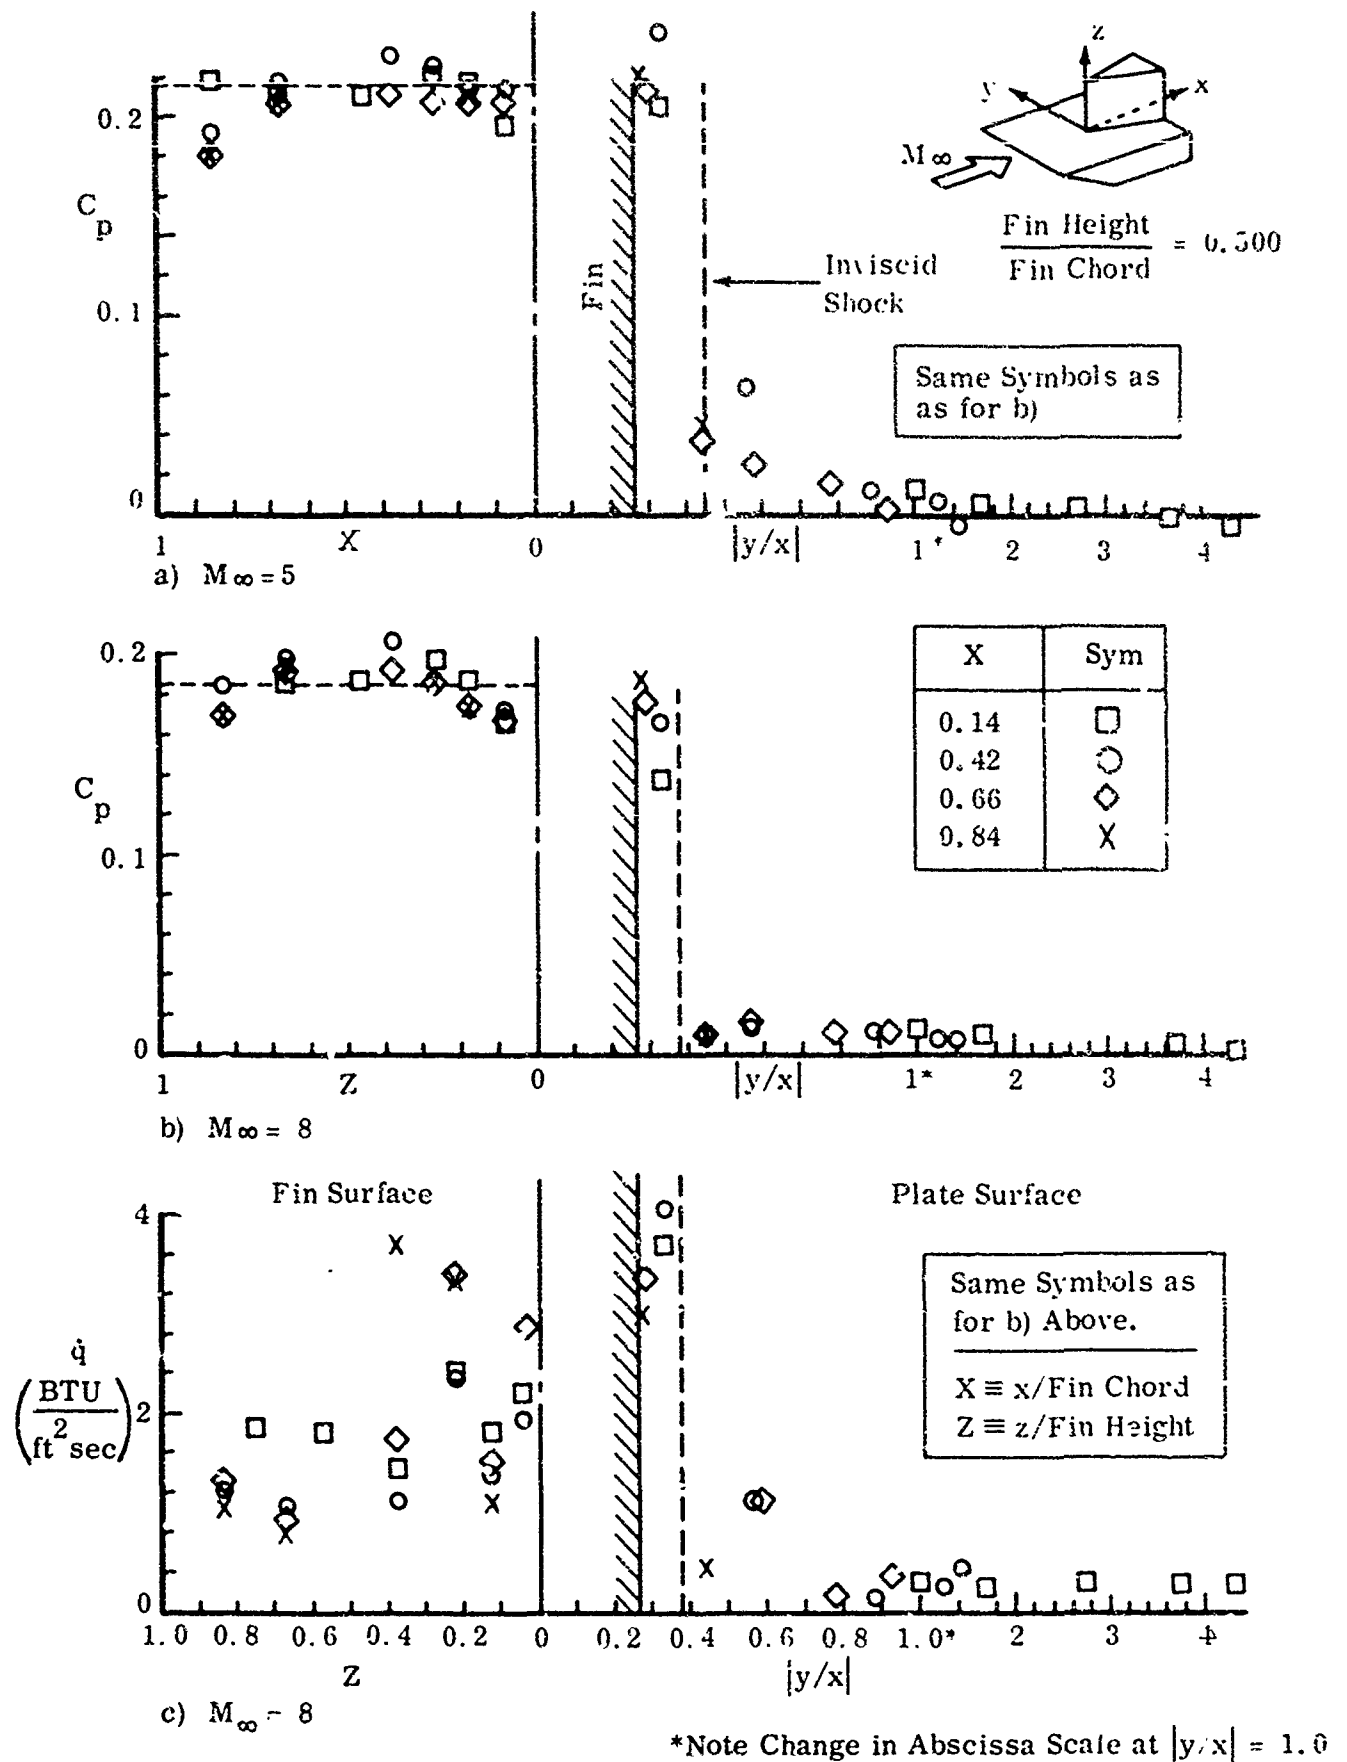 z
y
x
M∞
0.2
C
p
Fin Height
Fin Chord
=
Inviscid
Shock
Fin
0.1
Same Symbols as
as for b)
0
1 X 0 |y/x| 1* 2 3 4
a) M∞ = 5
0.2
C
p
0.1
0
X Sym
0.14
0.42
0.66
0.84
1 Z 0 |y/x| 1* 2 3 4
b) M∞ = 8
Fin Surface
Plate Surface
4
q̇
(BTU
ft² sec)
2
0
Same Symbols as
for b) Above.
X ≡ x/Fin Chord
Z ≡ z/Fin Height
1.0 0.8 0.6 0.4 0.2 0 0.2 0.4 0.6 0.8 1.0* 2 3 4
Z |y/x|
c) M∞ - 8
*Note Change in Abscissa Scale at |y/x| = 1.0